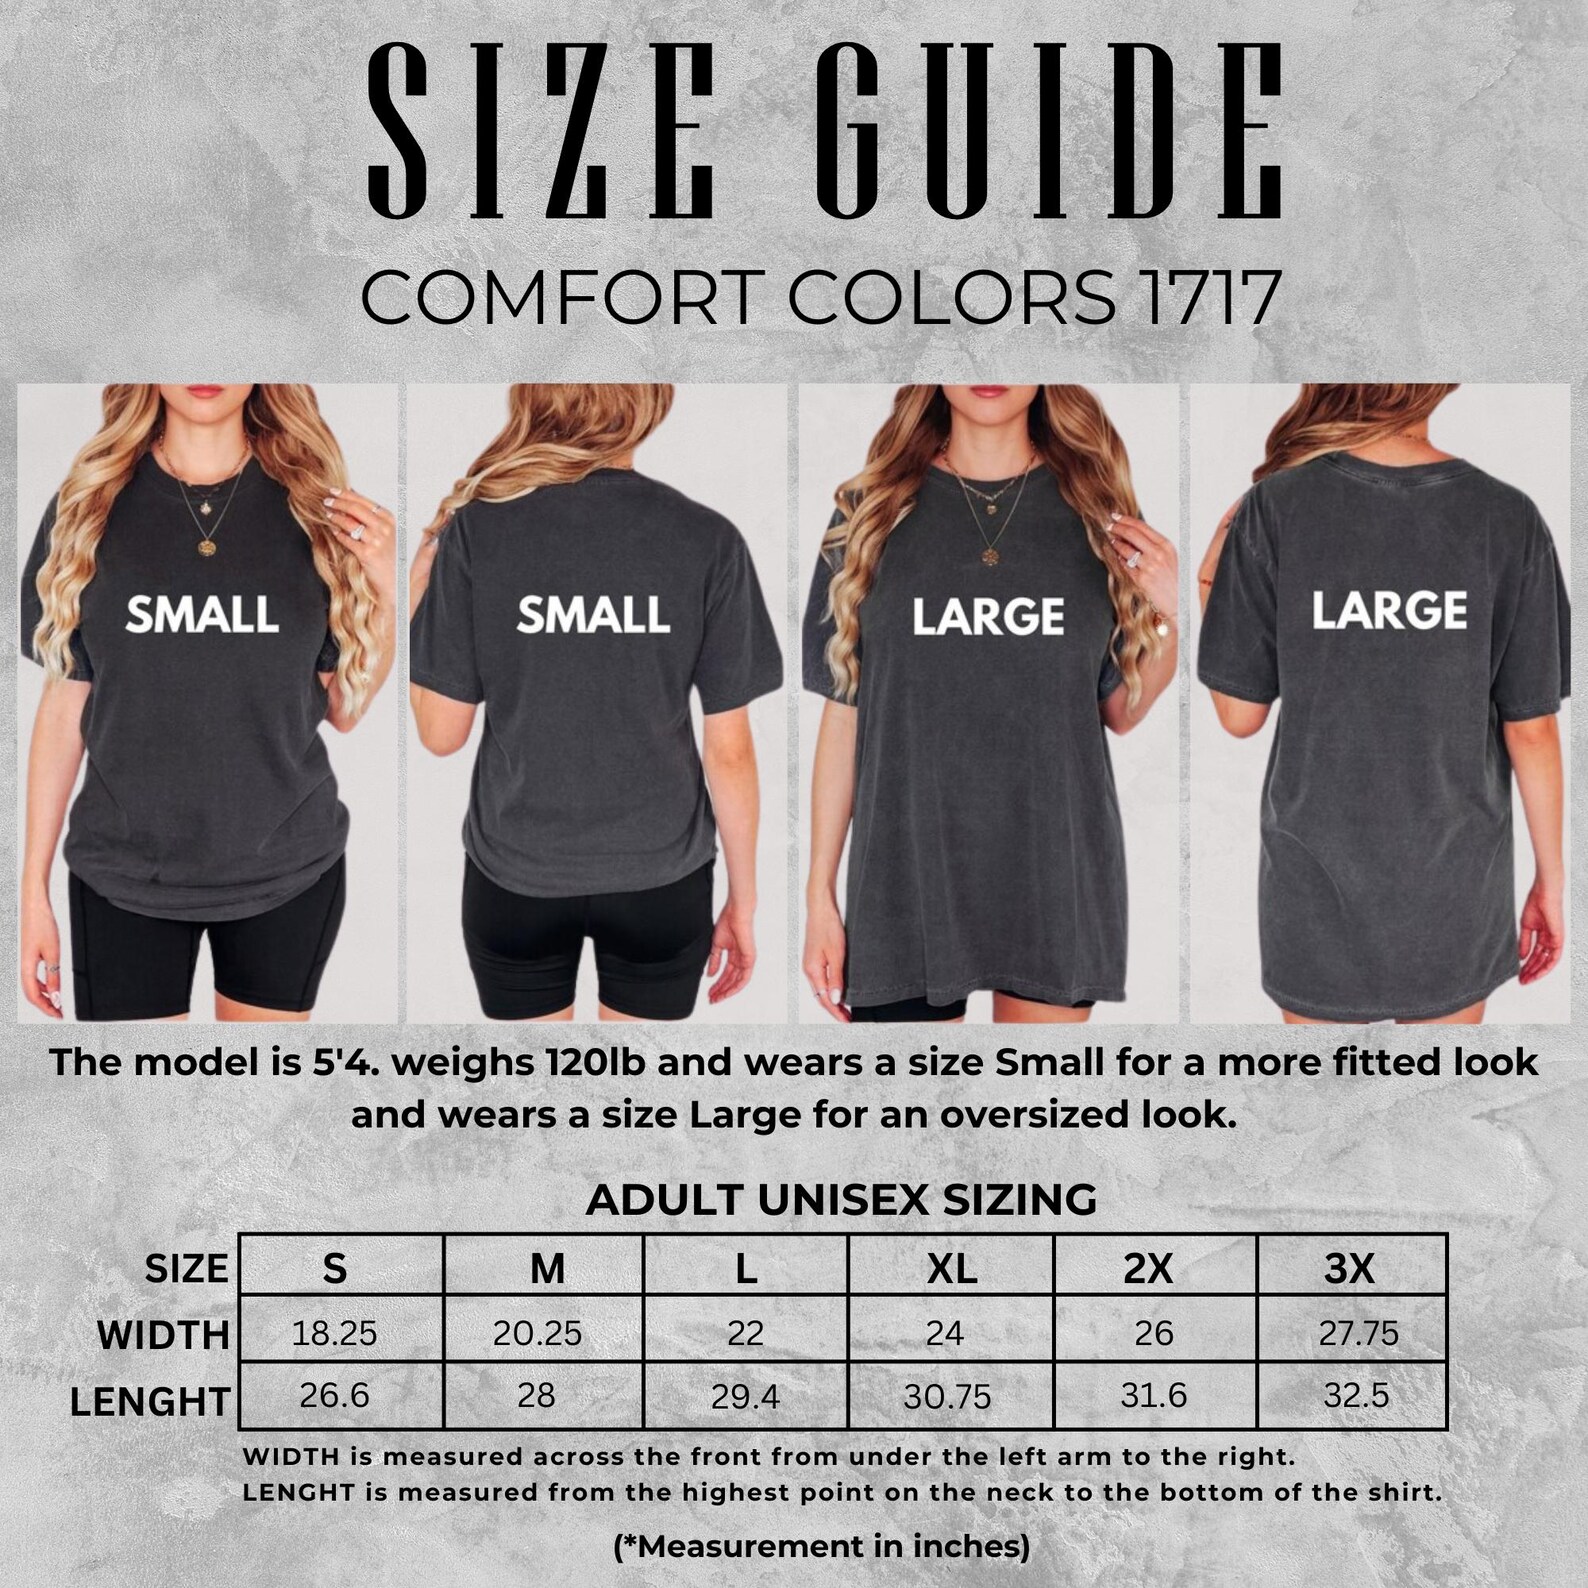 SIZE GUIDE
COMFORT COLORS 1717
SMALL
SMALL
LARGE
LARGE
The model is 5'4. weighs 120lb and wears a size Small for a more fitted look
and wears a size Large for an oversized look.
ADULT UNISEX SIZING
SIZE S M L XL 2X 3X
WIDTH 18.25 20.25 22 24 26 27.75
LENGHT 26.6 28 29.4 30.75 31.6 32.5
WIDTH is measured across the front from under the left arm to the right.
LENGHT is measured from the highest point on the neck to the bottom of the shirt.
(*Measurement in inches)